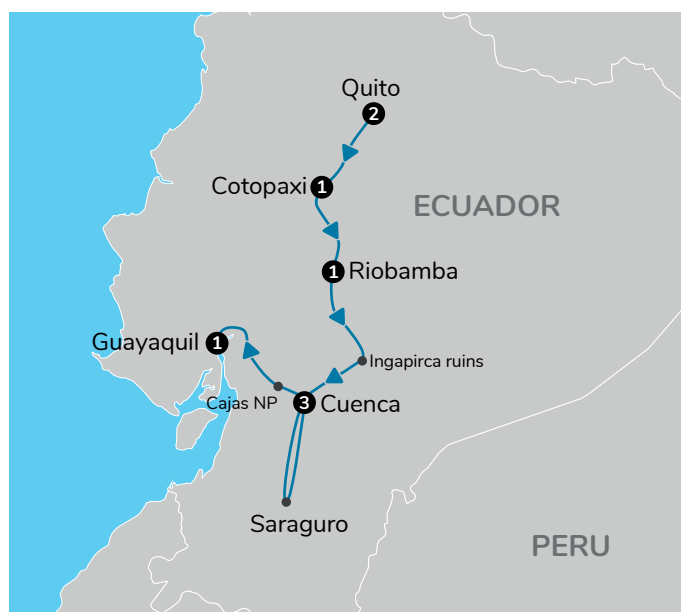 Quito
2
Cotopaxi 1
ECUADOR
1 Riobamba
Guayaquil 1
Ingapirca ruins
Cajas NP
3 Cuenca
Saraguro
PERU